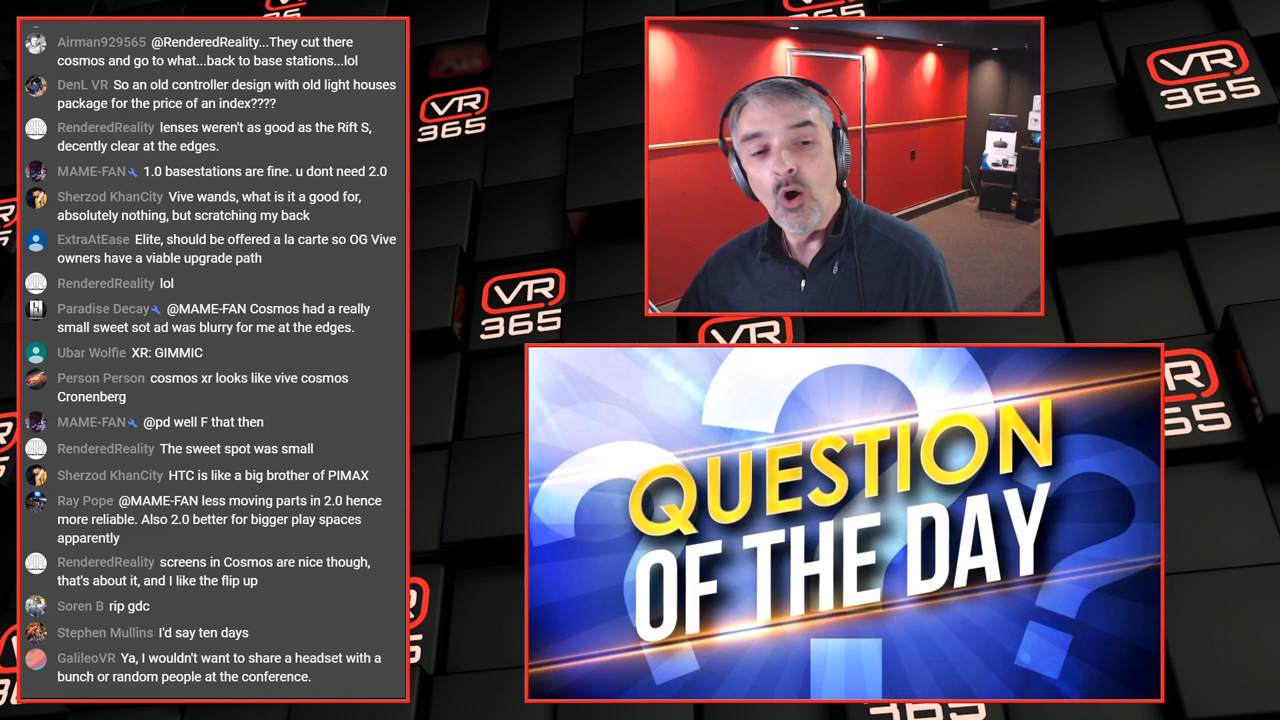 Airman929565 @RenderedReality...They cut there
cosmos and go to what...back to base stations...lol
DenL VR So an old controller design with old light houses
package for the price of an index????
RenderedReality lenses weren't as good as the Rift S,
decently clear at the edges.
MAME-FAN 1.0 basestations are fine. u dont need 2.0
Sherzod KhanCity Vive wands, what is it a good for,
absolutely nothing, but scratching my back
ExtraAtEase Elite, should be offered a la carte so OG Vive
owners have a viable upgrade path
RenderedReality lol
Paradise Decay @MAME-FAN Cosmos had a really
small sweet sot ad was blurry for me at the edges.
Ubar Wolfie XR: GIMMIC
Person Person cosmos xr looks like vive cosmos
Cronenberg
MAME-FAN @pd well F that then
RenderedReality The sweet spot was small
Sherzod KhanCity HTC is like a big brother of PIMAX
Ray Pope @MAME-FAN less moving parts in 2.0 hence
more reliable. Also 2.0 better for bigger play spaces
apparently
RenderedReality screens in Cosmos are nice though,
that's about it, and I like the flip up
Soren B rip gdc
Stephen Mullins I'd say ten days
GalileoVR Ya, I wouldn't want to share a headset with a
bunch or random people at the conference.
VR
365
VR
365
VR
365
QUESTION
OF THE DAY